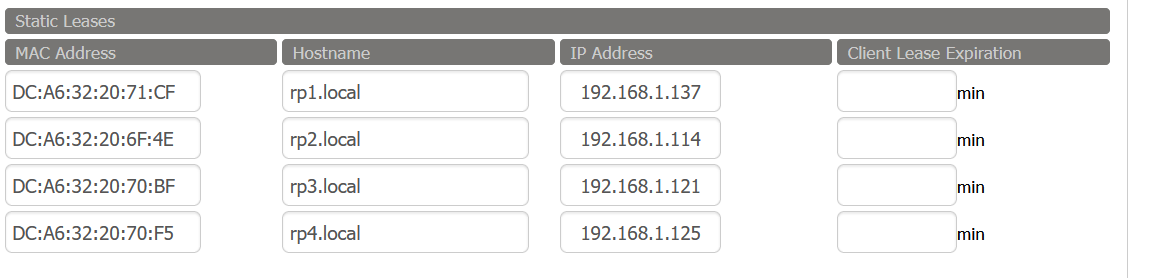 Static Leases
MAC Address Hostname IP Address Client Lease Expiration
DC:A6:32:20:71:CF rp1.local 192.168.1.137 min
DC:A6:32:20:6F:4E rp2.local 192.168.1.114 min
DC:A6:32:20:70:BF rp3.local 192.168.1.121 min
DC:A6:32:20:70:F5 rp4.local 192.168.1.125 min